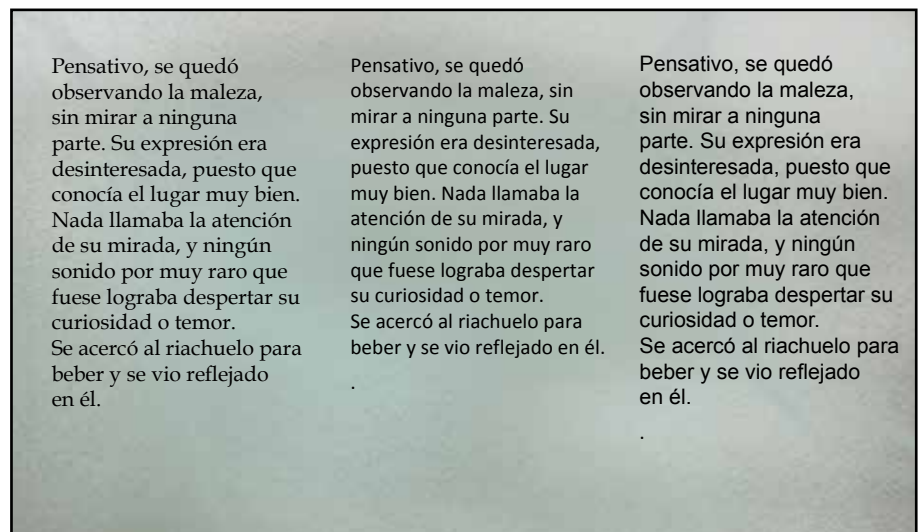 Pensativo, se quedó
observando la maleza,
sin mirar a ninguna
parte. Su expresión era
desinteresada, puesto que
conocía el lugar muy bien.
Nada llamaba la atención
de su mirada, y ningún
sonido por muy raro que
fuese lograba despertar su
curiosidad o temor.
Se acercó al riachuelo para
beber y se vio reflejado
en él.
Pensativo, se quedó
observando la maleza, sin
mirar a ninguna parte. Su
expresión era desinteresada,
puesto que conocía el lugar
muy bien. Nada llamaba la
atención de su mirada, y
ningún sonido por muy raro
que fuese lograba despertar
su curiosidad o temor.
Se acercó al riachuelo para
beber y se vio reflejado en él.
.
Pensativo, se quedó
observando la maleza,
sin mirar a ninguna
parte. Su expresión era
desinteresada, puesto que
conocía el lugar muy bien.
Nada llamaba la atención
de su mirada, y ningún
sonido por muy raro que
fuese lograba despertar su
curiosidad o temor.
Se acercó al riachuelo para
beber y se vio reflejado
en él.
.